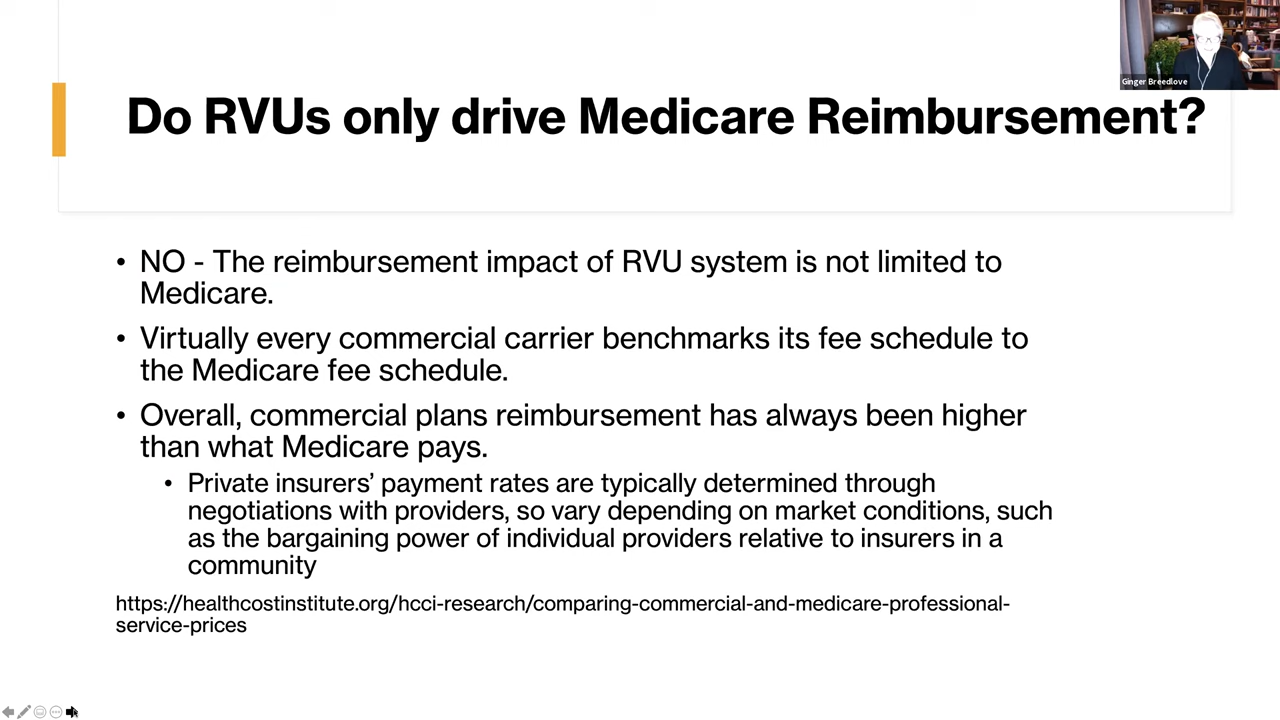 Ginger Breedlove
Do RVUs only drive Medicare Reimbursement?
• NO - The reimbursement impact of RVU system is not limited to
Medicare.
• Virtually every commercial carrier benchmarks its fee schedule to
the Medicare fee schedule.
• Overall, commercial plans reimbursement has always been higher
than what Medicare pays.
• Private insurers’ payment rates are typically determined through
negotiations with providers, so vary depending on market conditions, such
as the bargaining power of individual providers relative to insurers in a
community
https://healthcostinstitute.org/hcci-research/comparing-commercial-and-medicare-professional-
service-prices